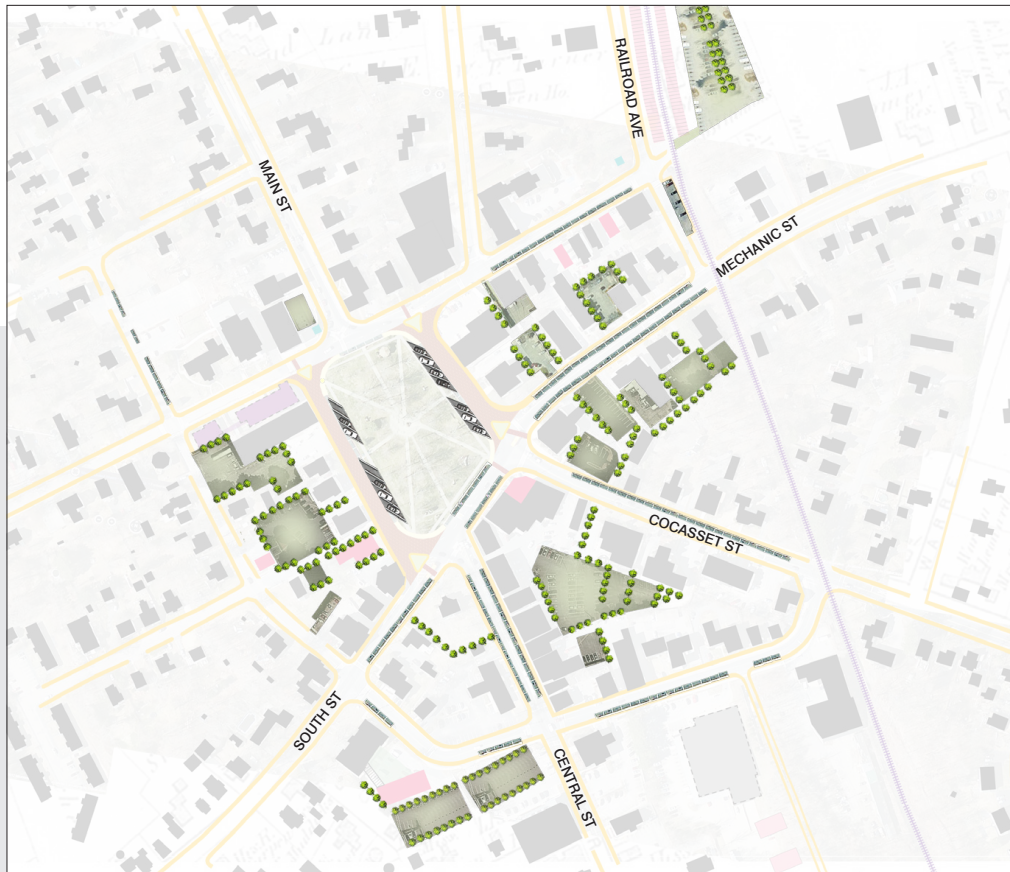 RAILROAD AVE
MAIN ST
MECHANIC ST
COCASSET ST
SOUTH ST
CENTRAL ST